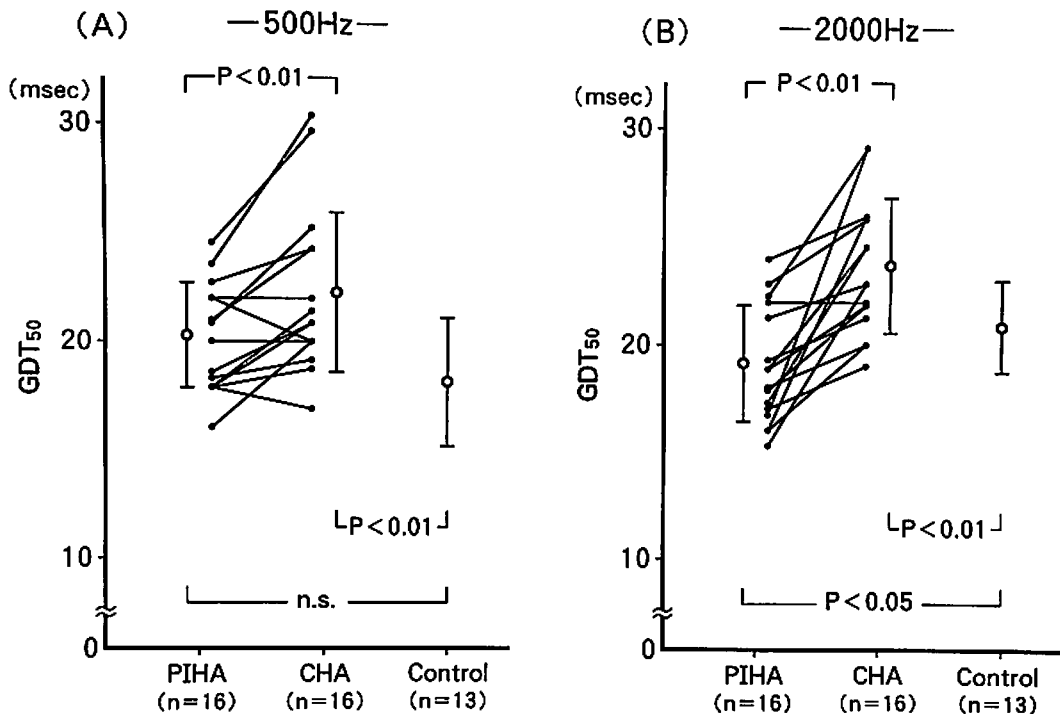 (A) —500Hz—
P<0.01
(msec)
30
20
10
0
GDT50
P<0.01
n.s.
PIHA CHA Control
(n=16) (n=16) (n=13)
(B) —2000Hz—
P<0.01
(msec)
30
20
10
0
GDT50
P<0.01
P<0.05
PIHA CHA Control
(n=16) (n=16) (n=13)